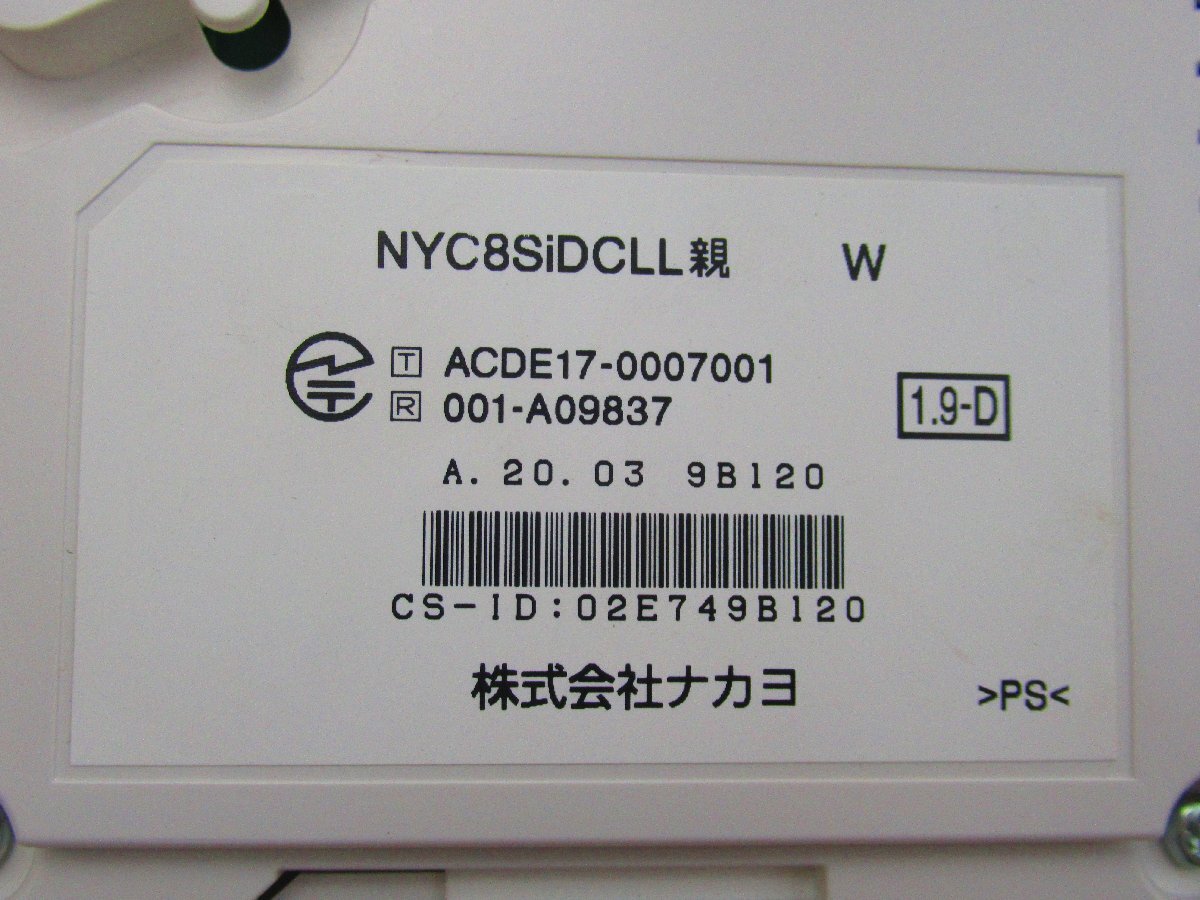 NYC8SiDCLL親 W
T ACDE17-0007001
R 001-A09837
1.9-D
A.20.03 9B120
CS-ID:02E749B120
株式会社ナカヨ
>PS<